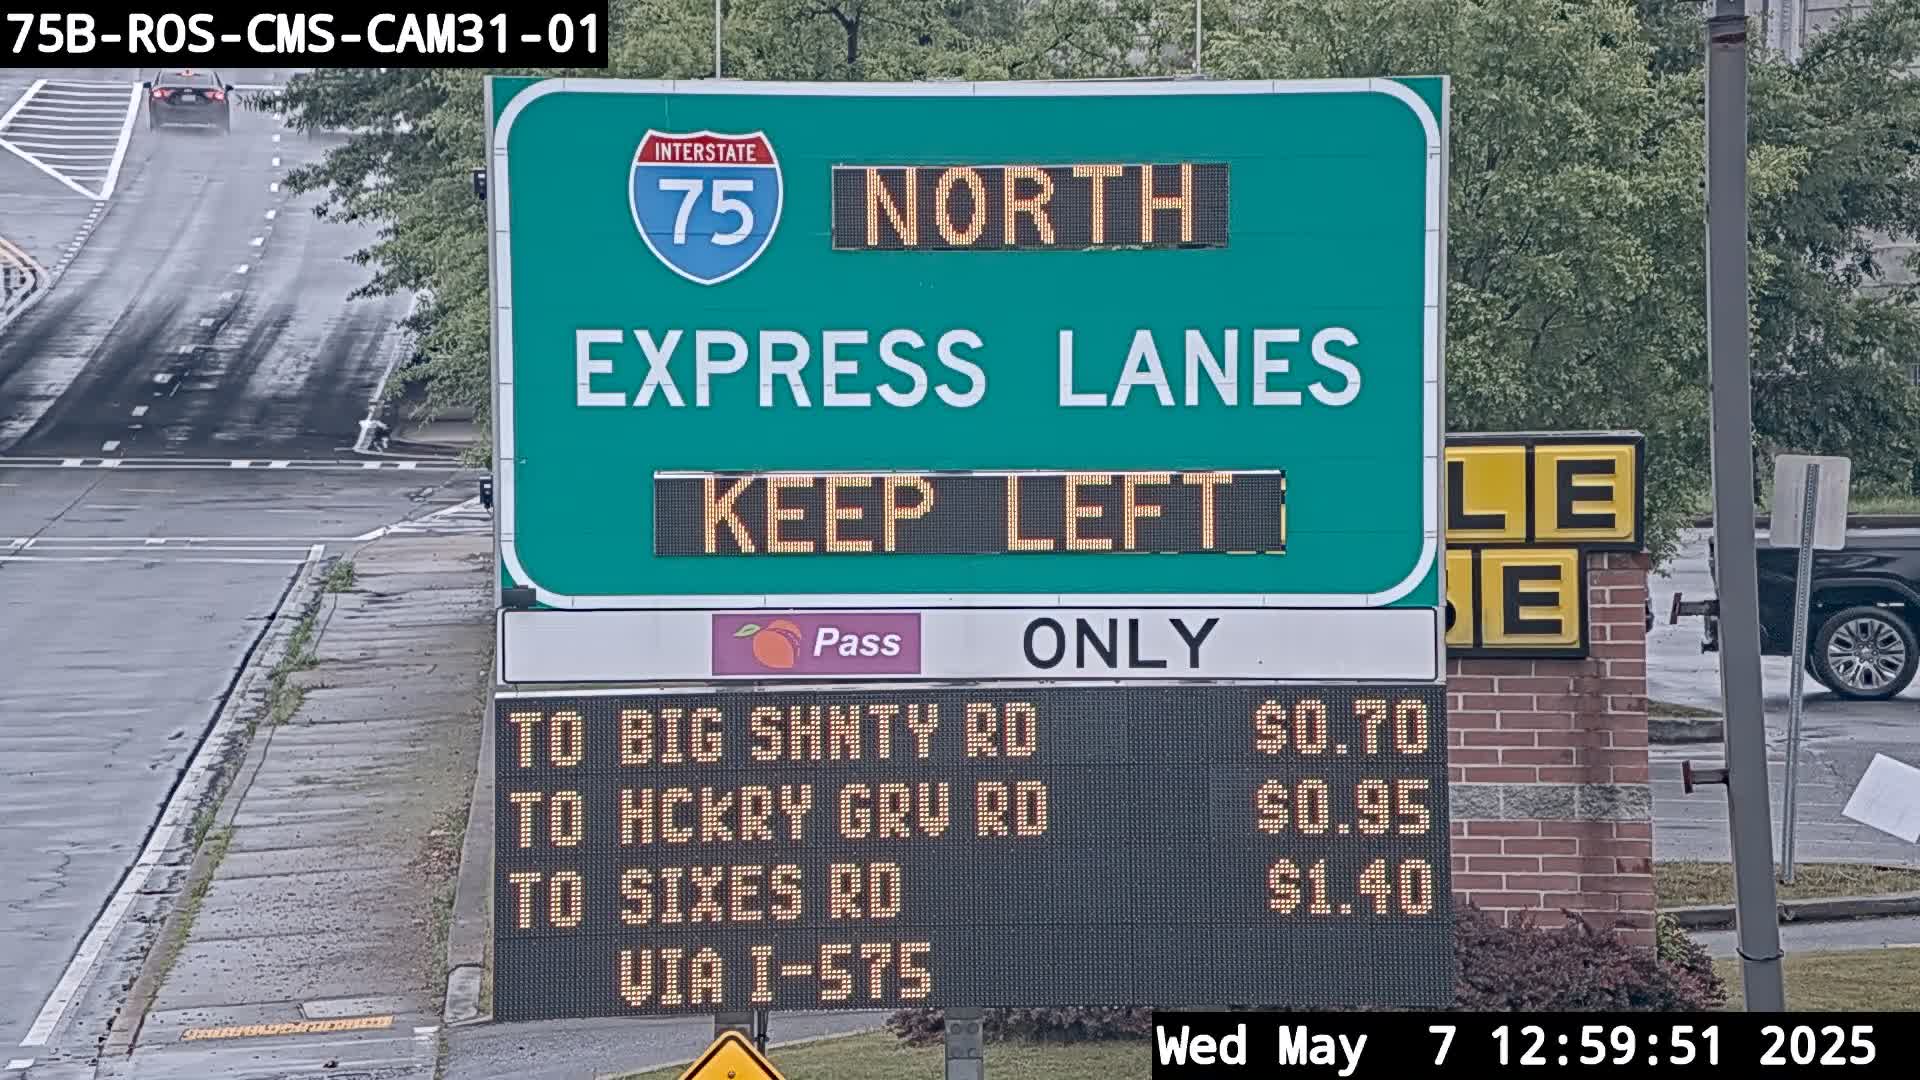 75B-ROS-CMS-CAM31-01
INTERSTATE
75
NORTH
EXPRESS LANES
KEEP LEFT
Pass ONLY
TO BIG SHNTY RD $0.70
TO HCKRY GRV RD $0.95
TO SIXES RD $1.40
VIA I-575
LE
E
Wed May 7 12:59:51 2025